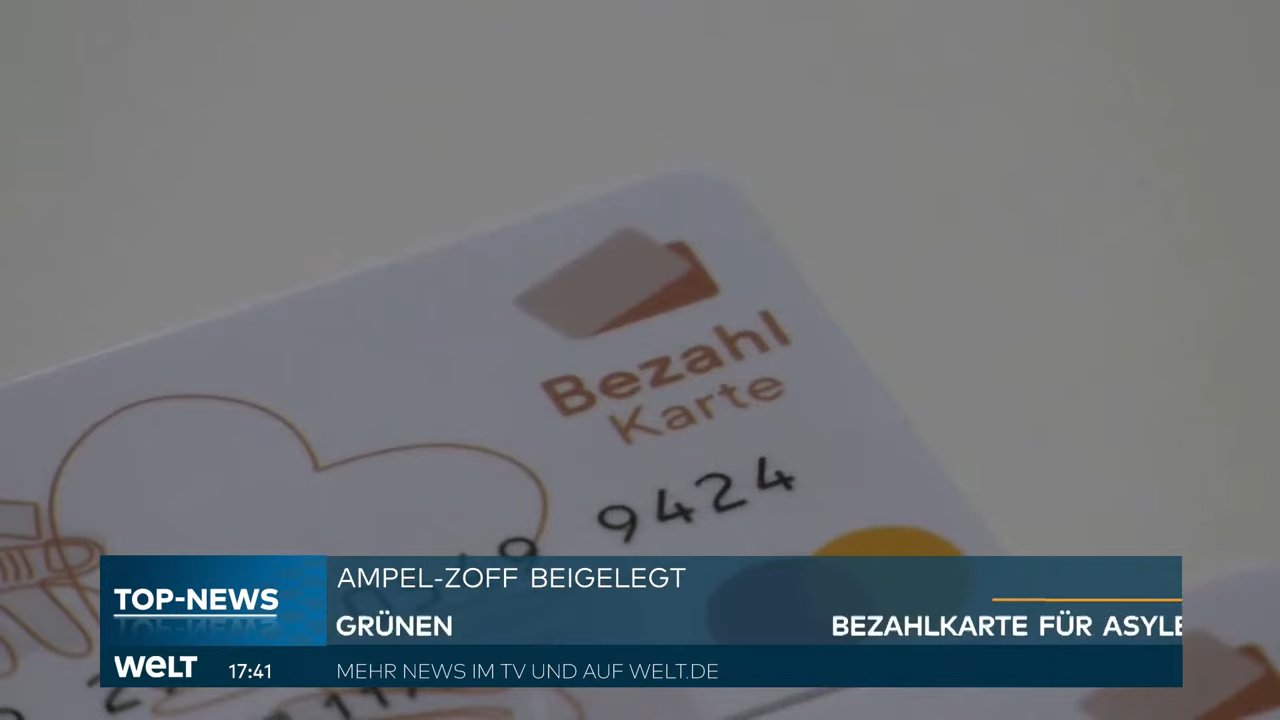 Bezahl
Karte
9424
AMPEL-ZOFF BEIGELEGT
TOP-NEWS
GRÜNEN BEZAHLKARTE FÜR ASYLE
welt 17:41 MEHR NEWS IM TV UND AUF WELT.DE